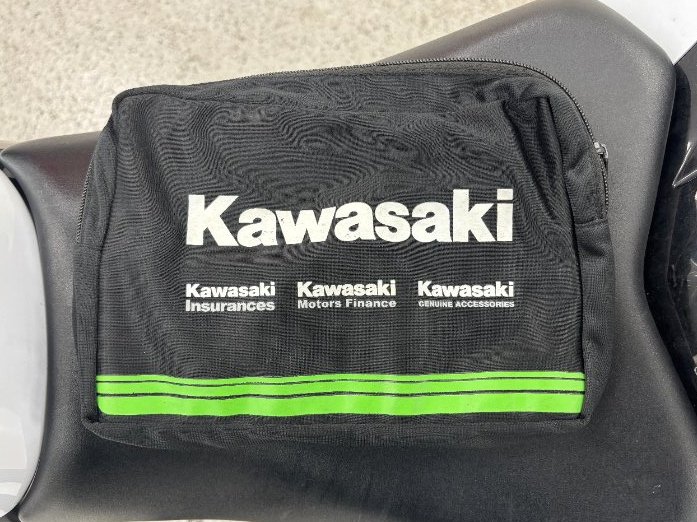 Kawasaki
Kawasaki
Insurances
Kawasaki
Motors Finance
Kawasaki
GENUINE ACCESSORIES